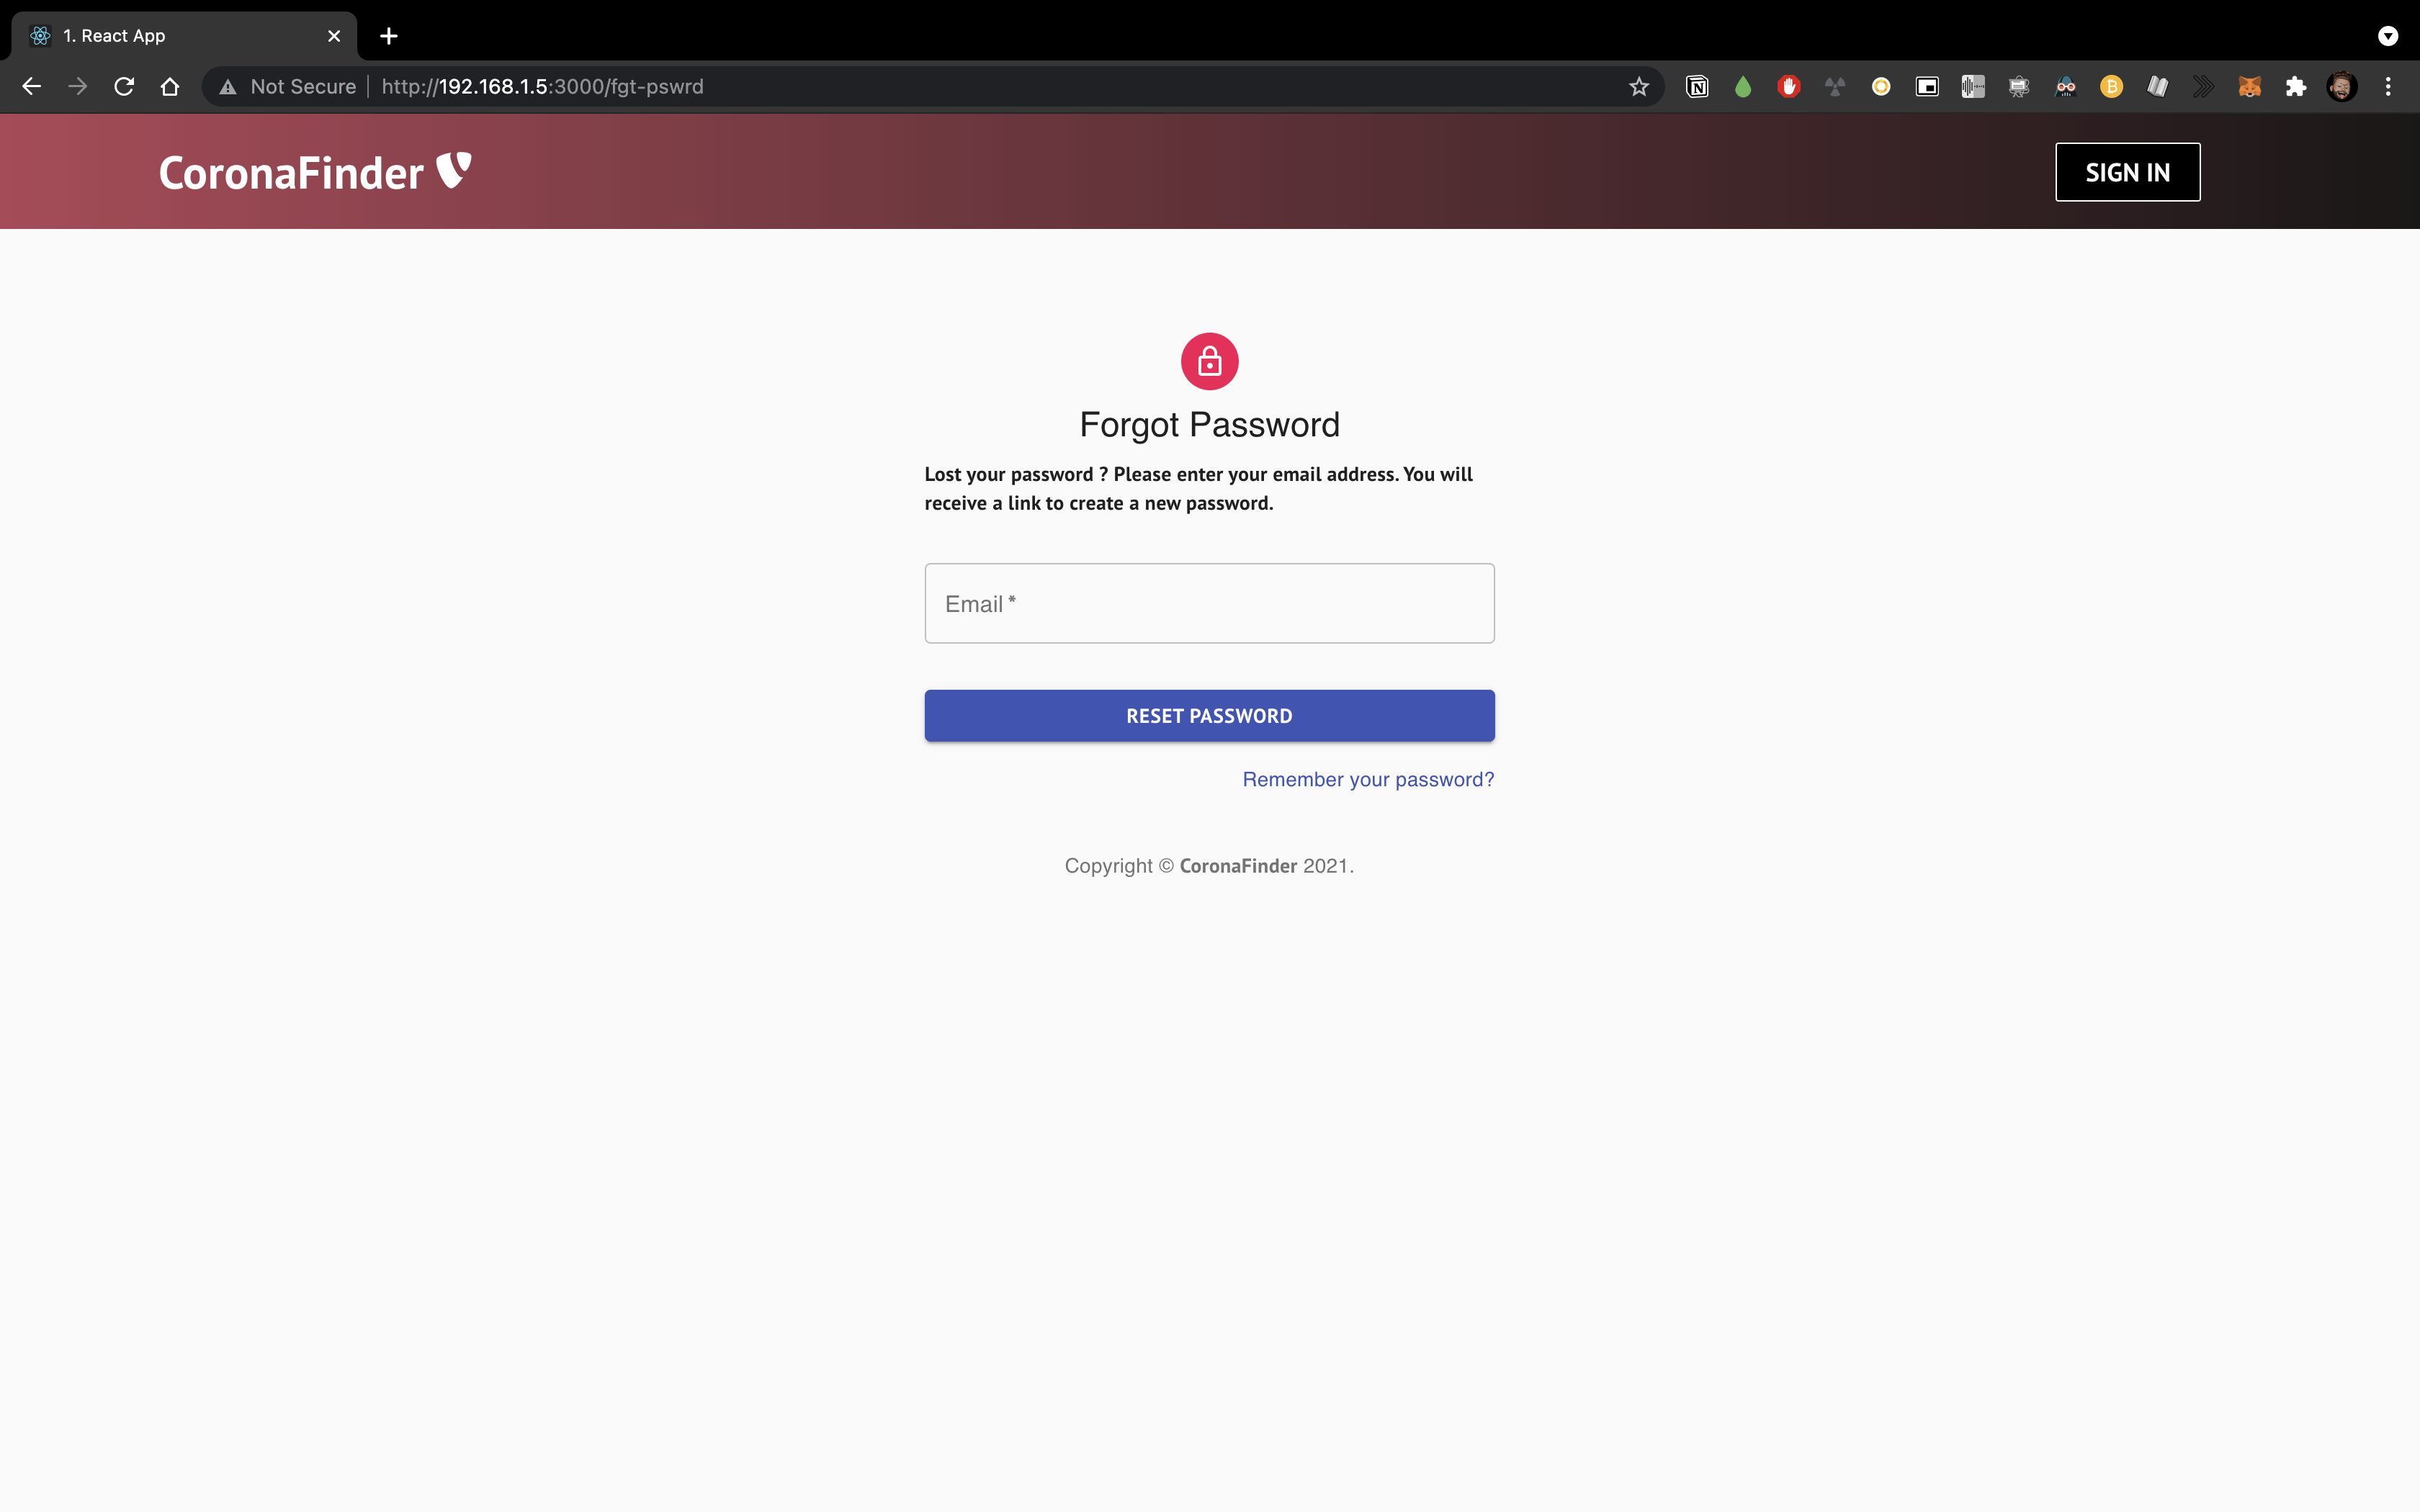 1. React App
Not Secure http://192.168.1.5:3000/fgt-pswrd
CoronaFinder
SIGN IN
Forgot Password
Lost your password ? Please enter your email address. You will
receive a link to create a new password.
Email *
RESET PASSWORD
Remember your password?
Copyright © CoronaFinder 2021.